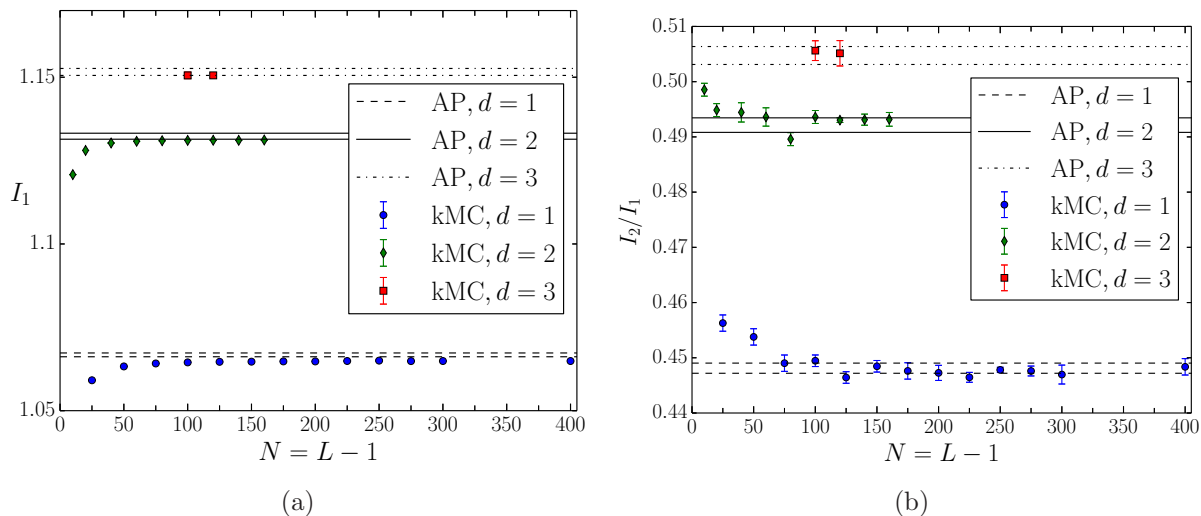 1.15
1.10
1.05
I₁
0 50 100 150 200 250 300 350 400
N = L − 1
AP, d = 1
AP, d = 2
AP, d = 3
kMC, d = 1
kMC, d = 2
kMC, d = 3
(a)
0.51
0.50
0.49
0.48
0.47
0.46
0.45
0.44
I₂/I₁
0 50 100 150 200 250 300 350 400
N = L − 1
AP, d = 1
AP, d = 2
AP, d = 3
kMC, d = 1
kMC, d = 2
kMC, d = 3
(b)